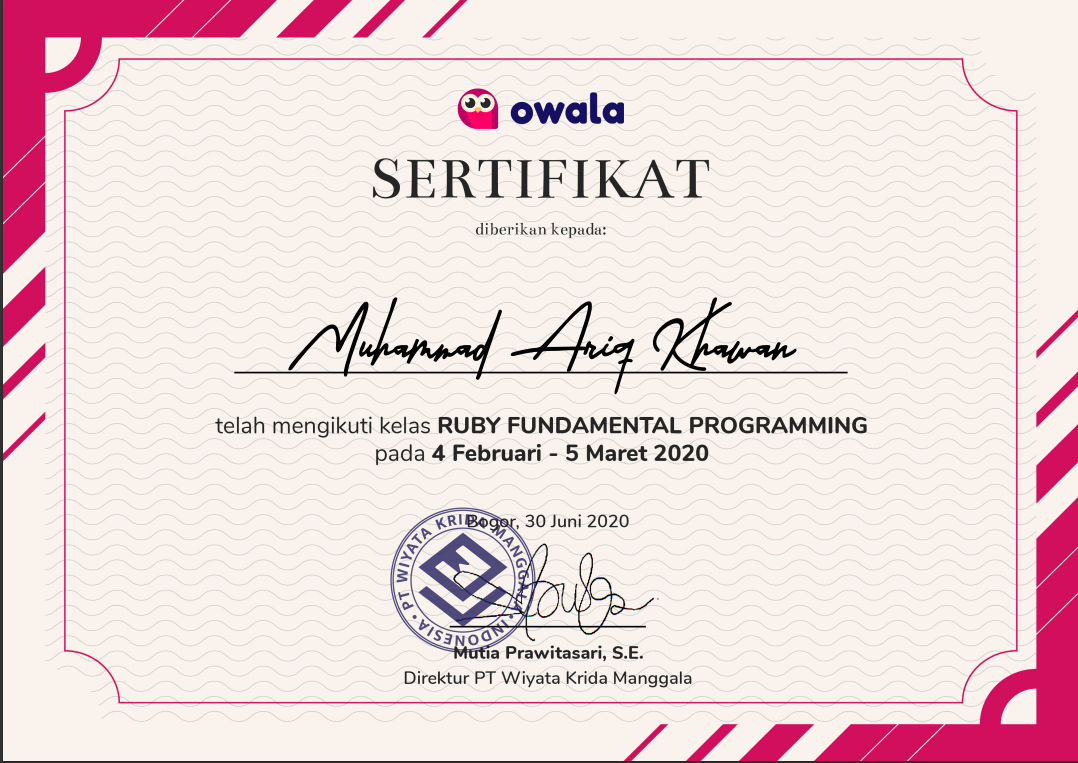 owala
SERTIFIKAT
diberikan kepada:
Muhammad Ariq Khawan
telah mengikuti kelas RUBY FUNDAMENTAL PROGRAMMING
pada 4 Februari - 5 Maret 2020
Bogor, 30 Juni 2020
PT WIYATA KRIDA MANGGALA • INDONESIA •
Mutia Prawitasari, S.E.
Direktur PT Wiyata Krida Manggala